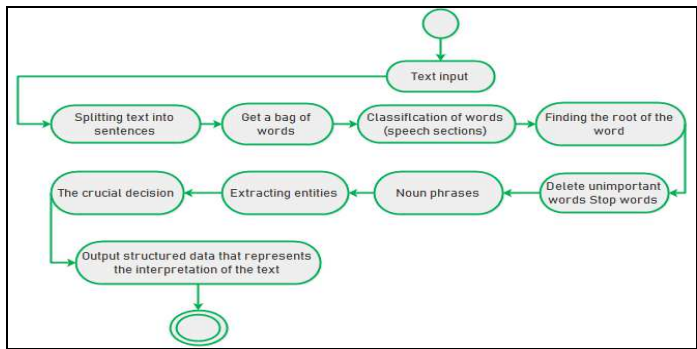 Text input
Splitting text into
sentences
Get a bag of
words
Classification of words
(speech sections)
Finding the root of the
word
Delete unimportant
words Stop words
Noun phrases
Extracting entities
The crucial decision
Output structured data that represents
the interpretation of the text